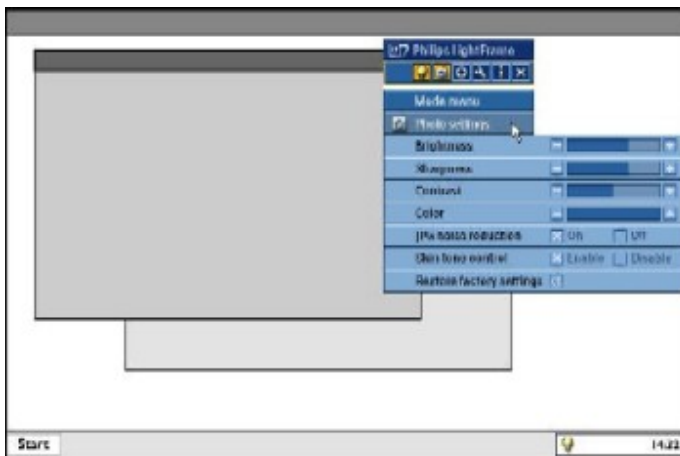 Philips LightFrame
Mode menu
Photo settings
Brightness
Sharpness
Contrast
Color
JPG noise reduction On Off
Skin tone control Enable Disable
Restore factory settings
Start 14:22